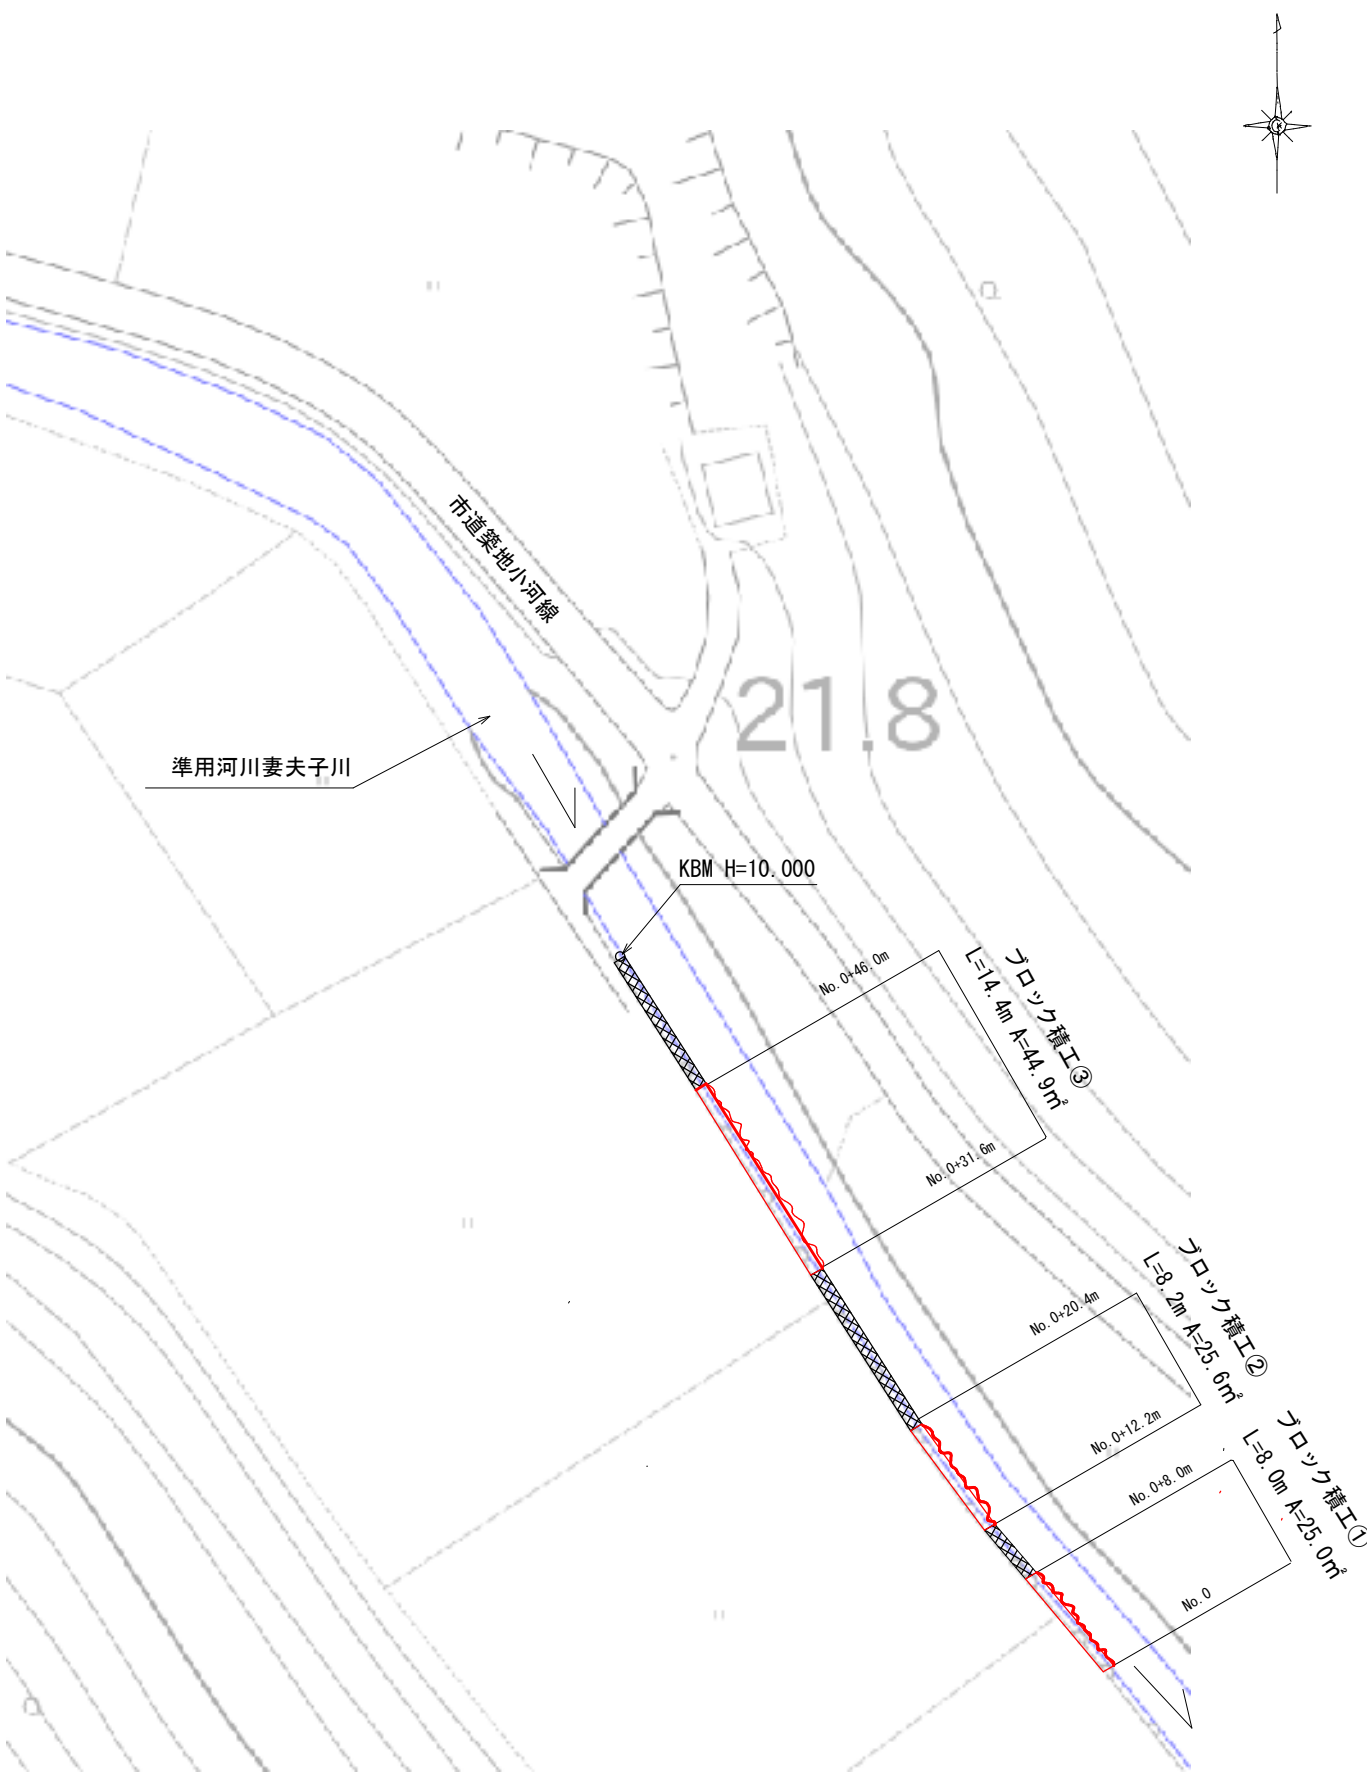 市道築地小河線
21.8
準用河川妻夫子川
KBM H=10.000
No.0+46.0m
ブロック積工③
L=14.4m A=44.9㎡
No.0+31.6m
ブロック積工②
L=8.2m A=25.6㎡
No.0+20.4m
No.0+12.2m
ブロック積工①
L=8.0m A=25.0㎡
No.0+8.0m
No.0